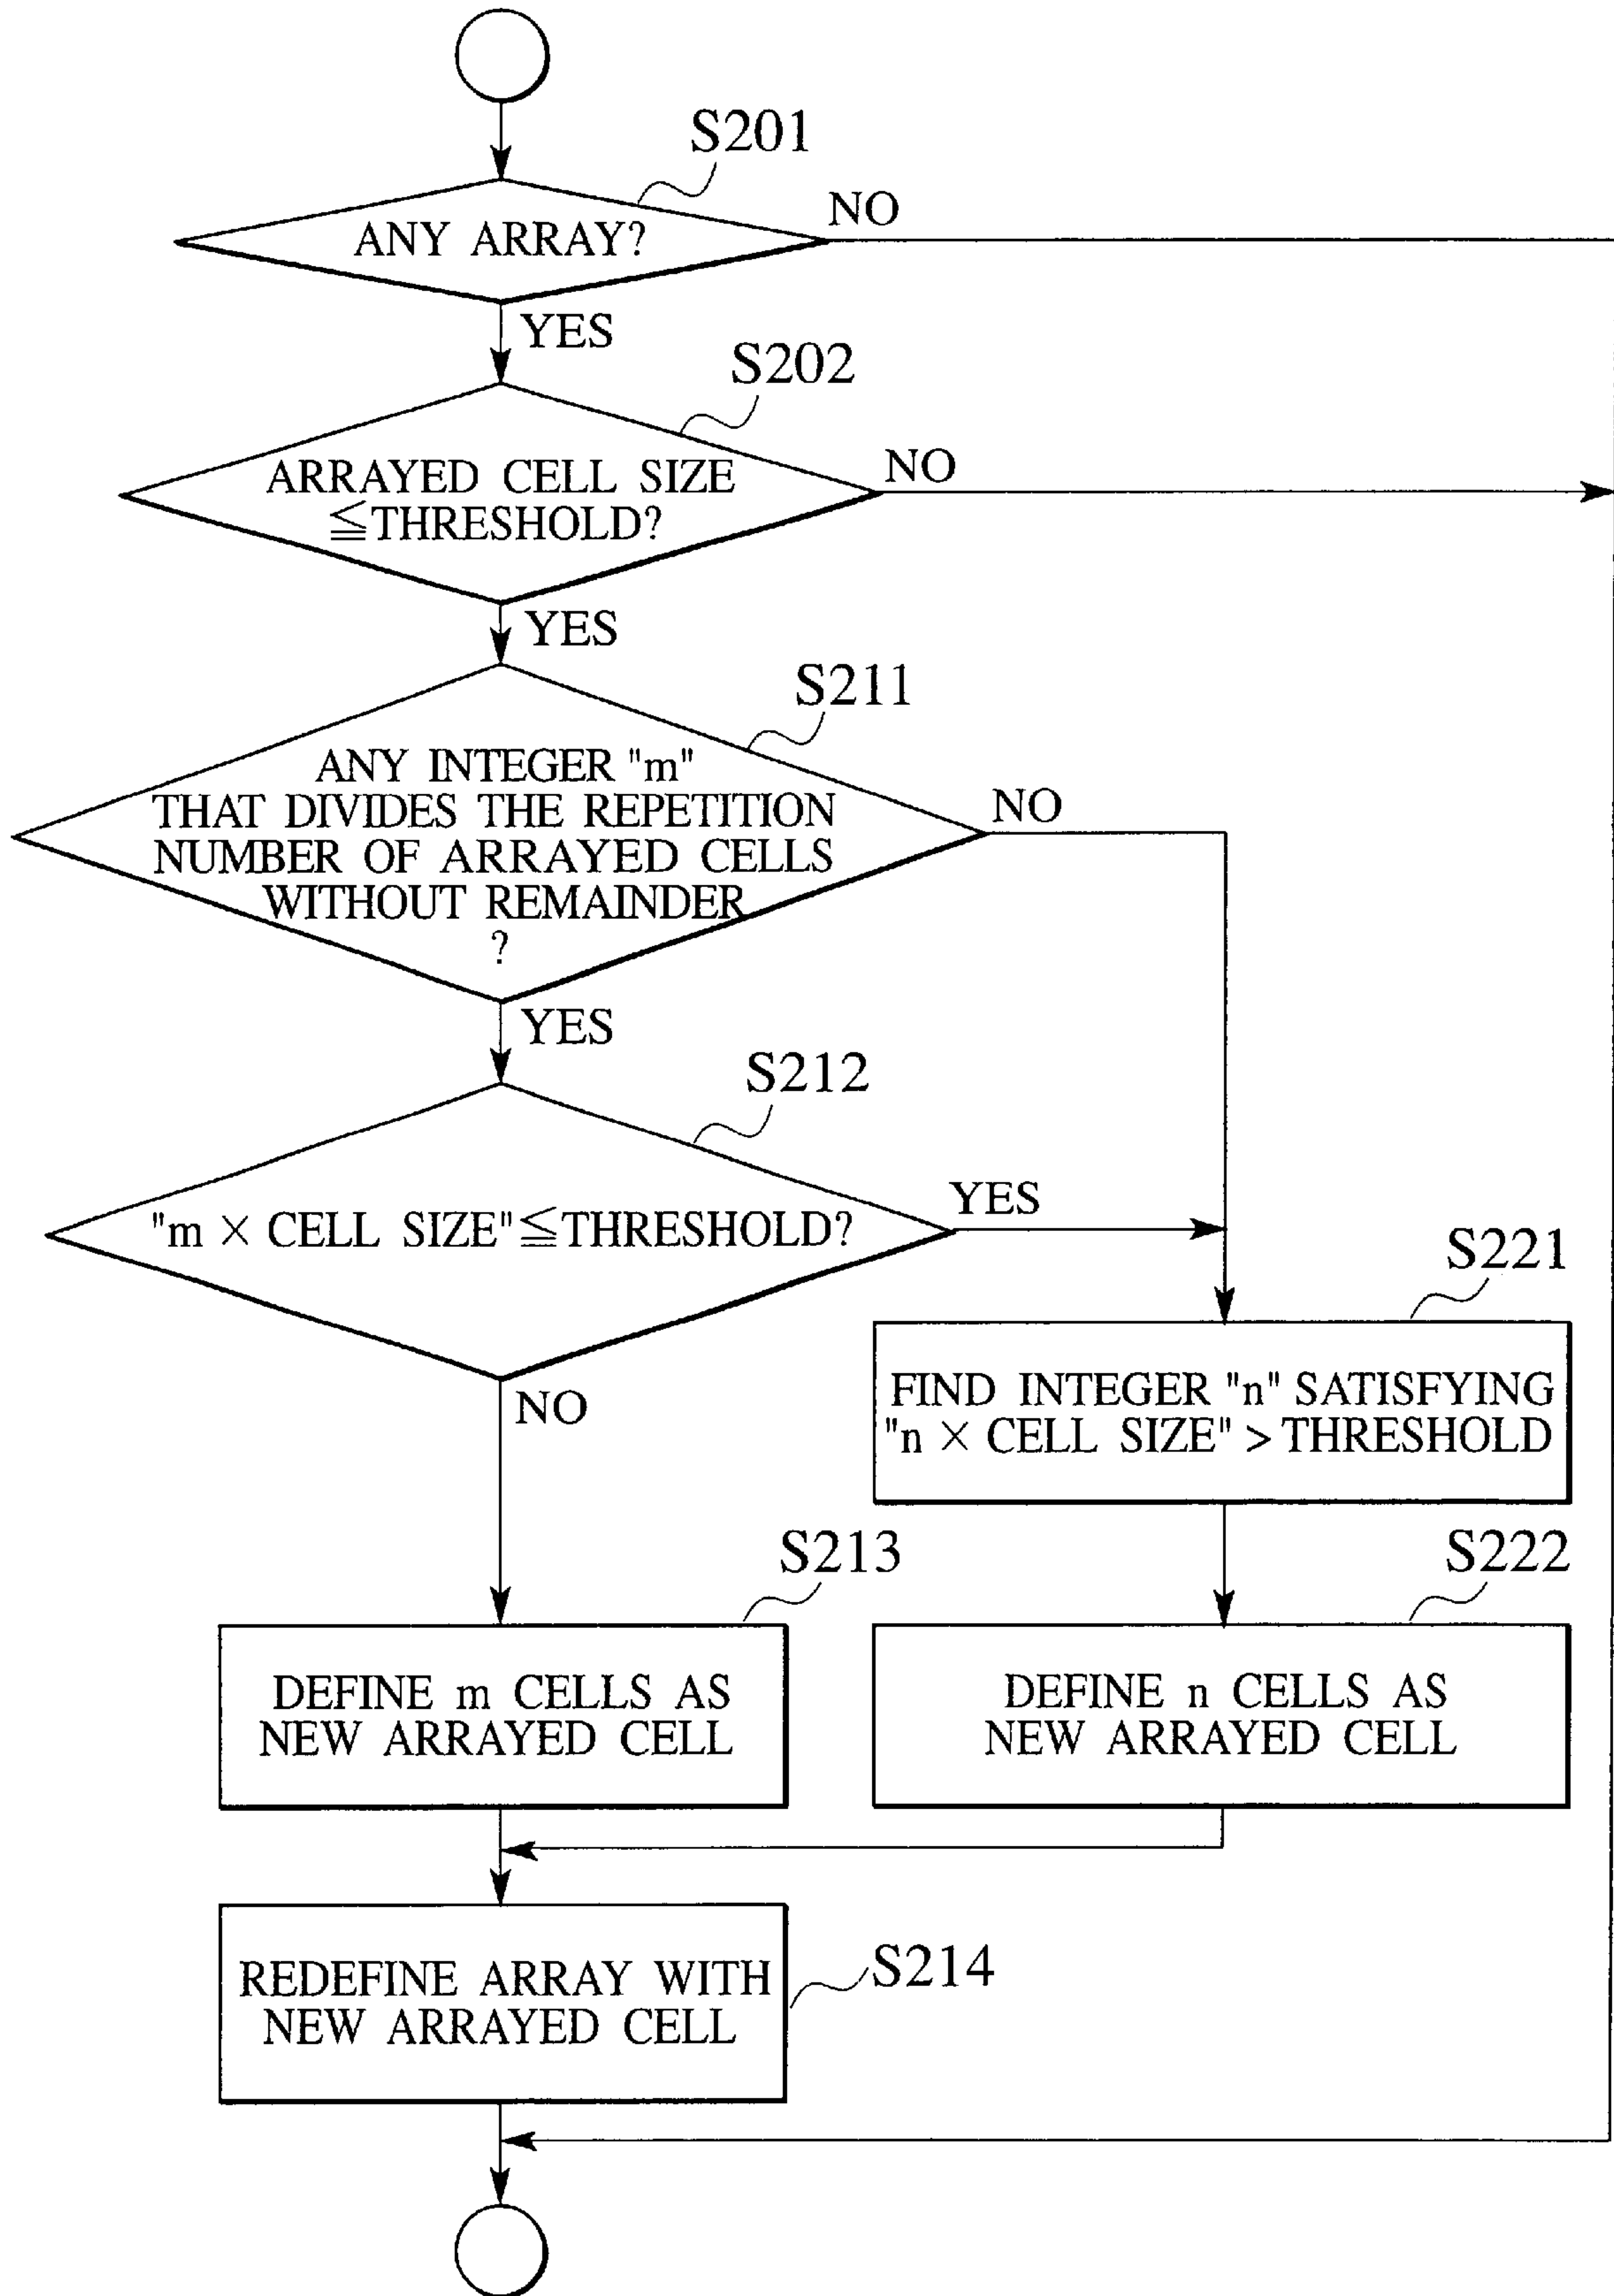 S201
ANY ARRAY?
NO
YES
S202
ARRAYED CELL SIZE
≦THRESHOLD?
NO
YES
S211
ANY INTEGER "m"
THAT DIVIDES THE REPETITION
NUMBER OF ARRAYED CELLS
WITHOUT REMAINDER
?
NO
YES
S212
"m × CELL SIZE"≦THRESHOLD?
YES
NO
S221
FIND INTEGER "n" SATISFYING
"n × CELL SIZE" > THRESHOLD
S213
DEFINE m CELLS AS
NEW ARRAYED CELL
S222
DEFINE n CELLS AS
NEW ARRAYED CELL
REDEFINE ARRAY WITH
NEW ARRAYED CELL
S214